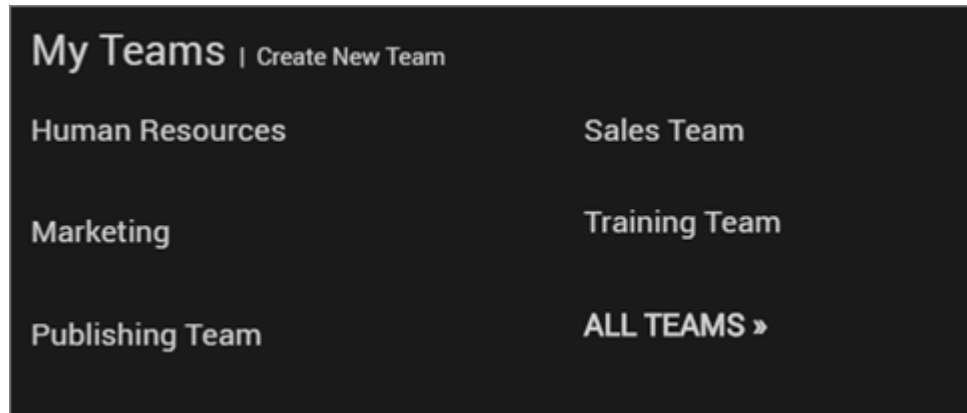 My Teams | Create New Team
Human Resources
Marketing
Publishing Team
Sales Team
Training Team
ALL TEAMS »